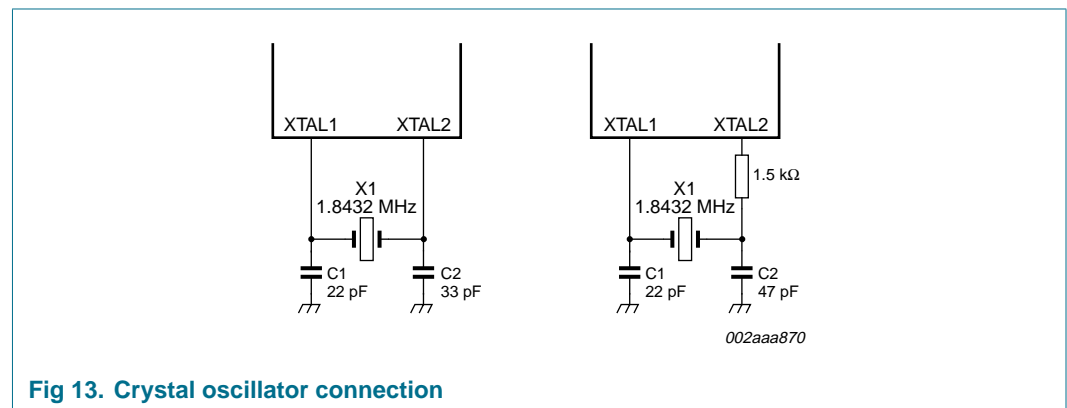 XTAL1 XTAL2
X1
1.8432 MHz
C1
22 pF
C2
33 pF
XTAL1 XTAL2
1.5 kΩ
X1
1.8432 MHz
C1
22 pF
C2
47 pF
002aaa870
Fig 13. Crystal oscillator connection